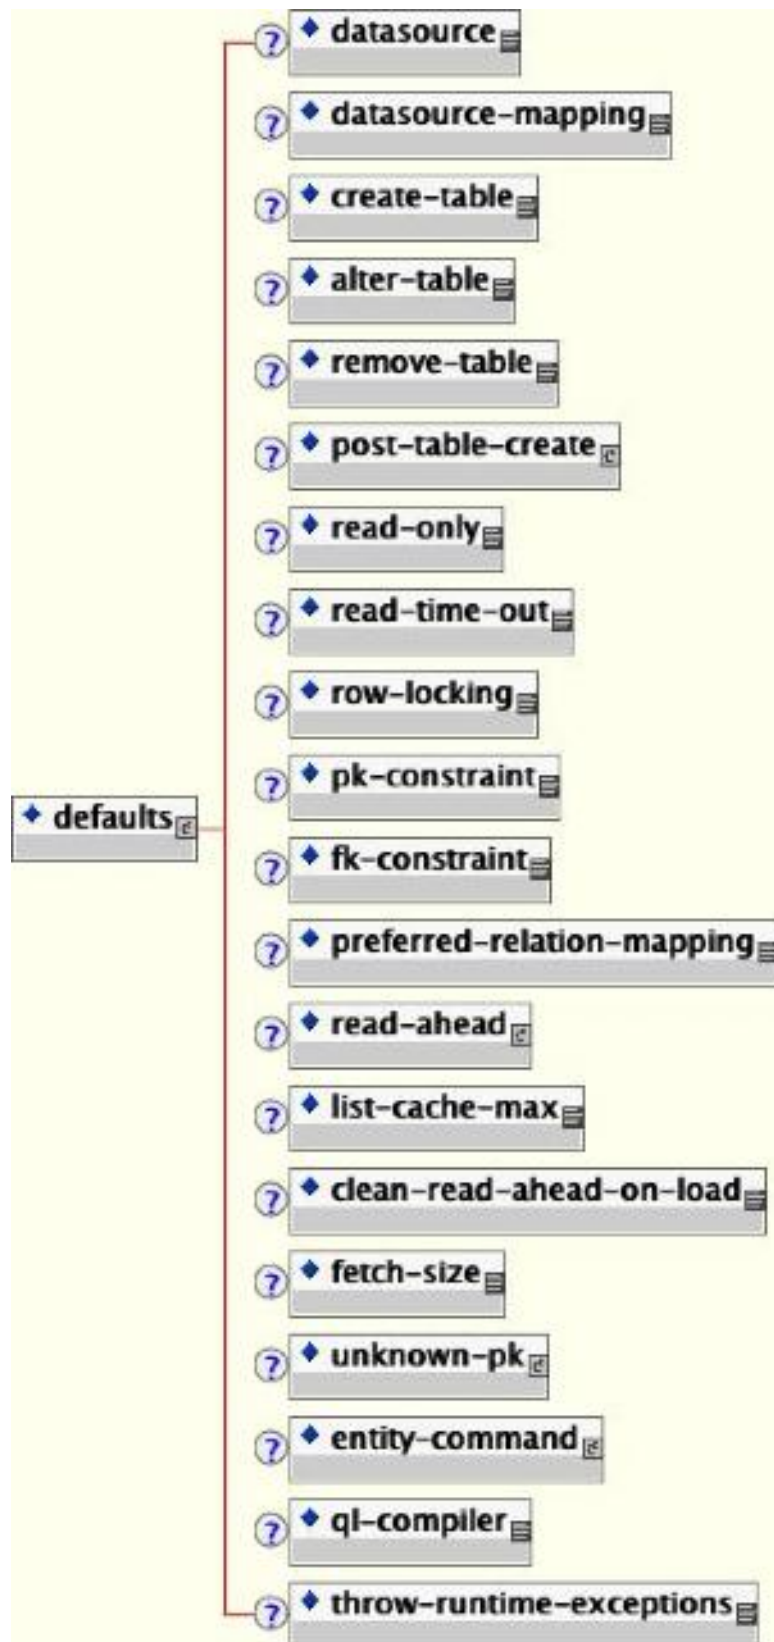 ? datasource
? datasource-mapping
? create-table
? alter-table
? remove-table
? post-table-create
? read-only
? read-time-out
? row-locking
? pk-constraint
defaults
? fk-constraint
? preferred-relation-mapping
? read-ahead
? list-cache-max
? clean-read-ahead-on-load
? fetch-size
? unknown-pk
? entity-command
? ql-compiler
? throw-runtime-exceptions